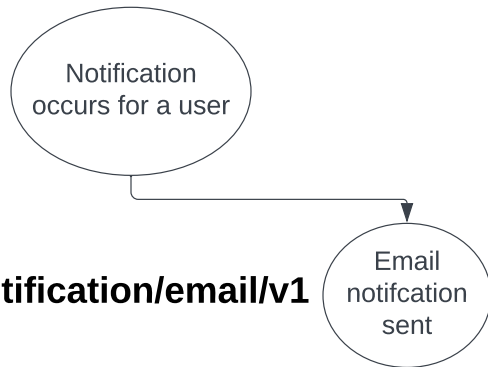 Notification
occurs for a user
Email
tification/email/v1
notifcation
sent